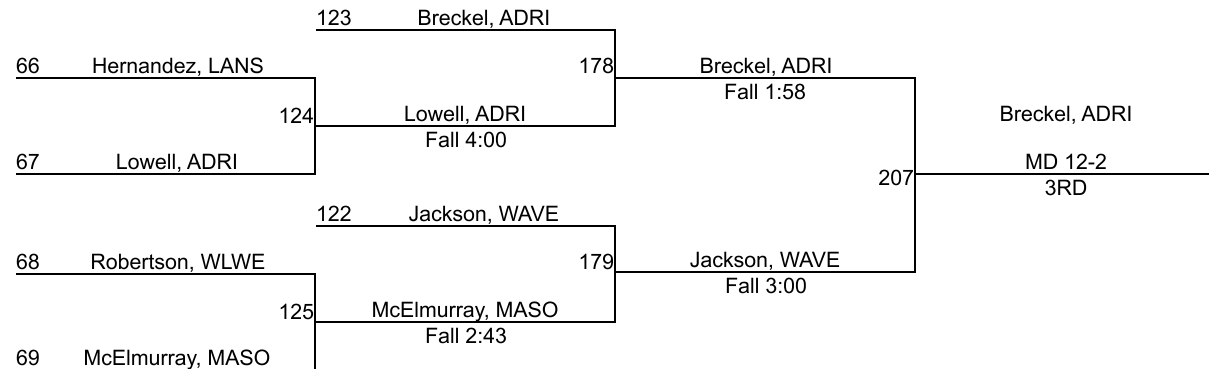 123 Breckel, ADRI
66 Hernandez, LANS
178 Breckel, ADRI
Fall 1:58
124 Lowell, ADRI
Fall 4:00
Breckel, ADRI
67 Lowell, ADRI
MD 12-2
207
3RD
122 Jackson, WAVE
68 Robertson, WLWE
179 Jackson, WAVE
Fall 3:00
125 McElmurray, MASO
Fall 2:43
69 McElmurray, MASO